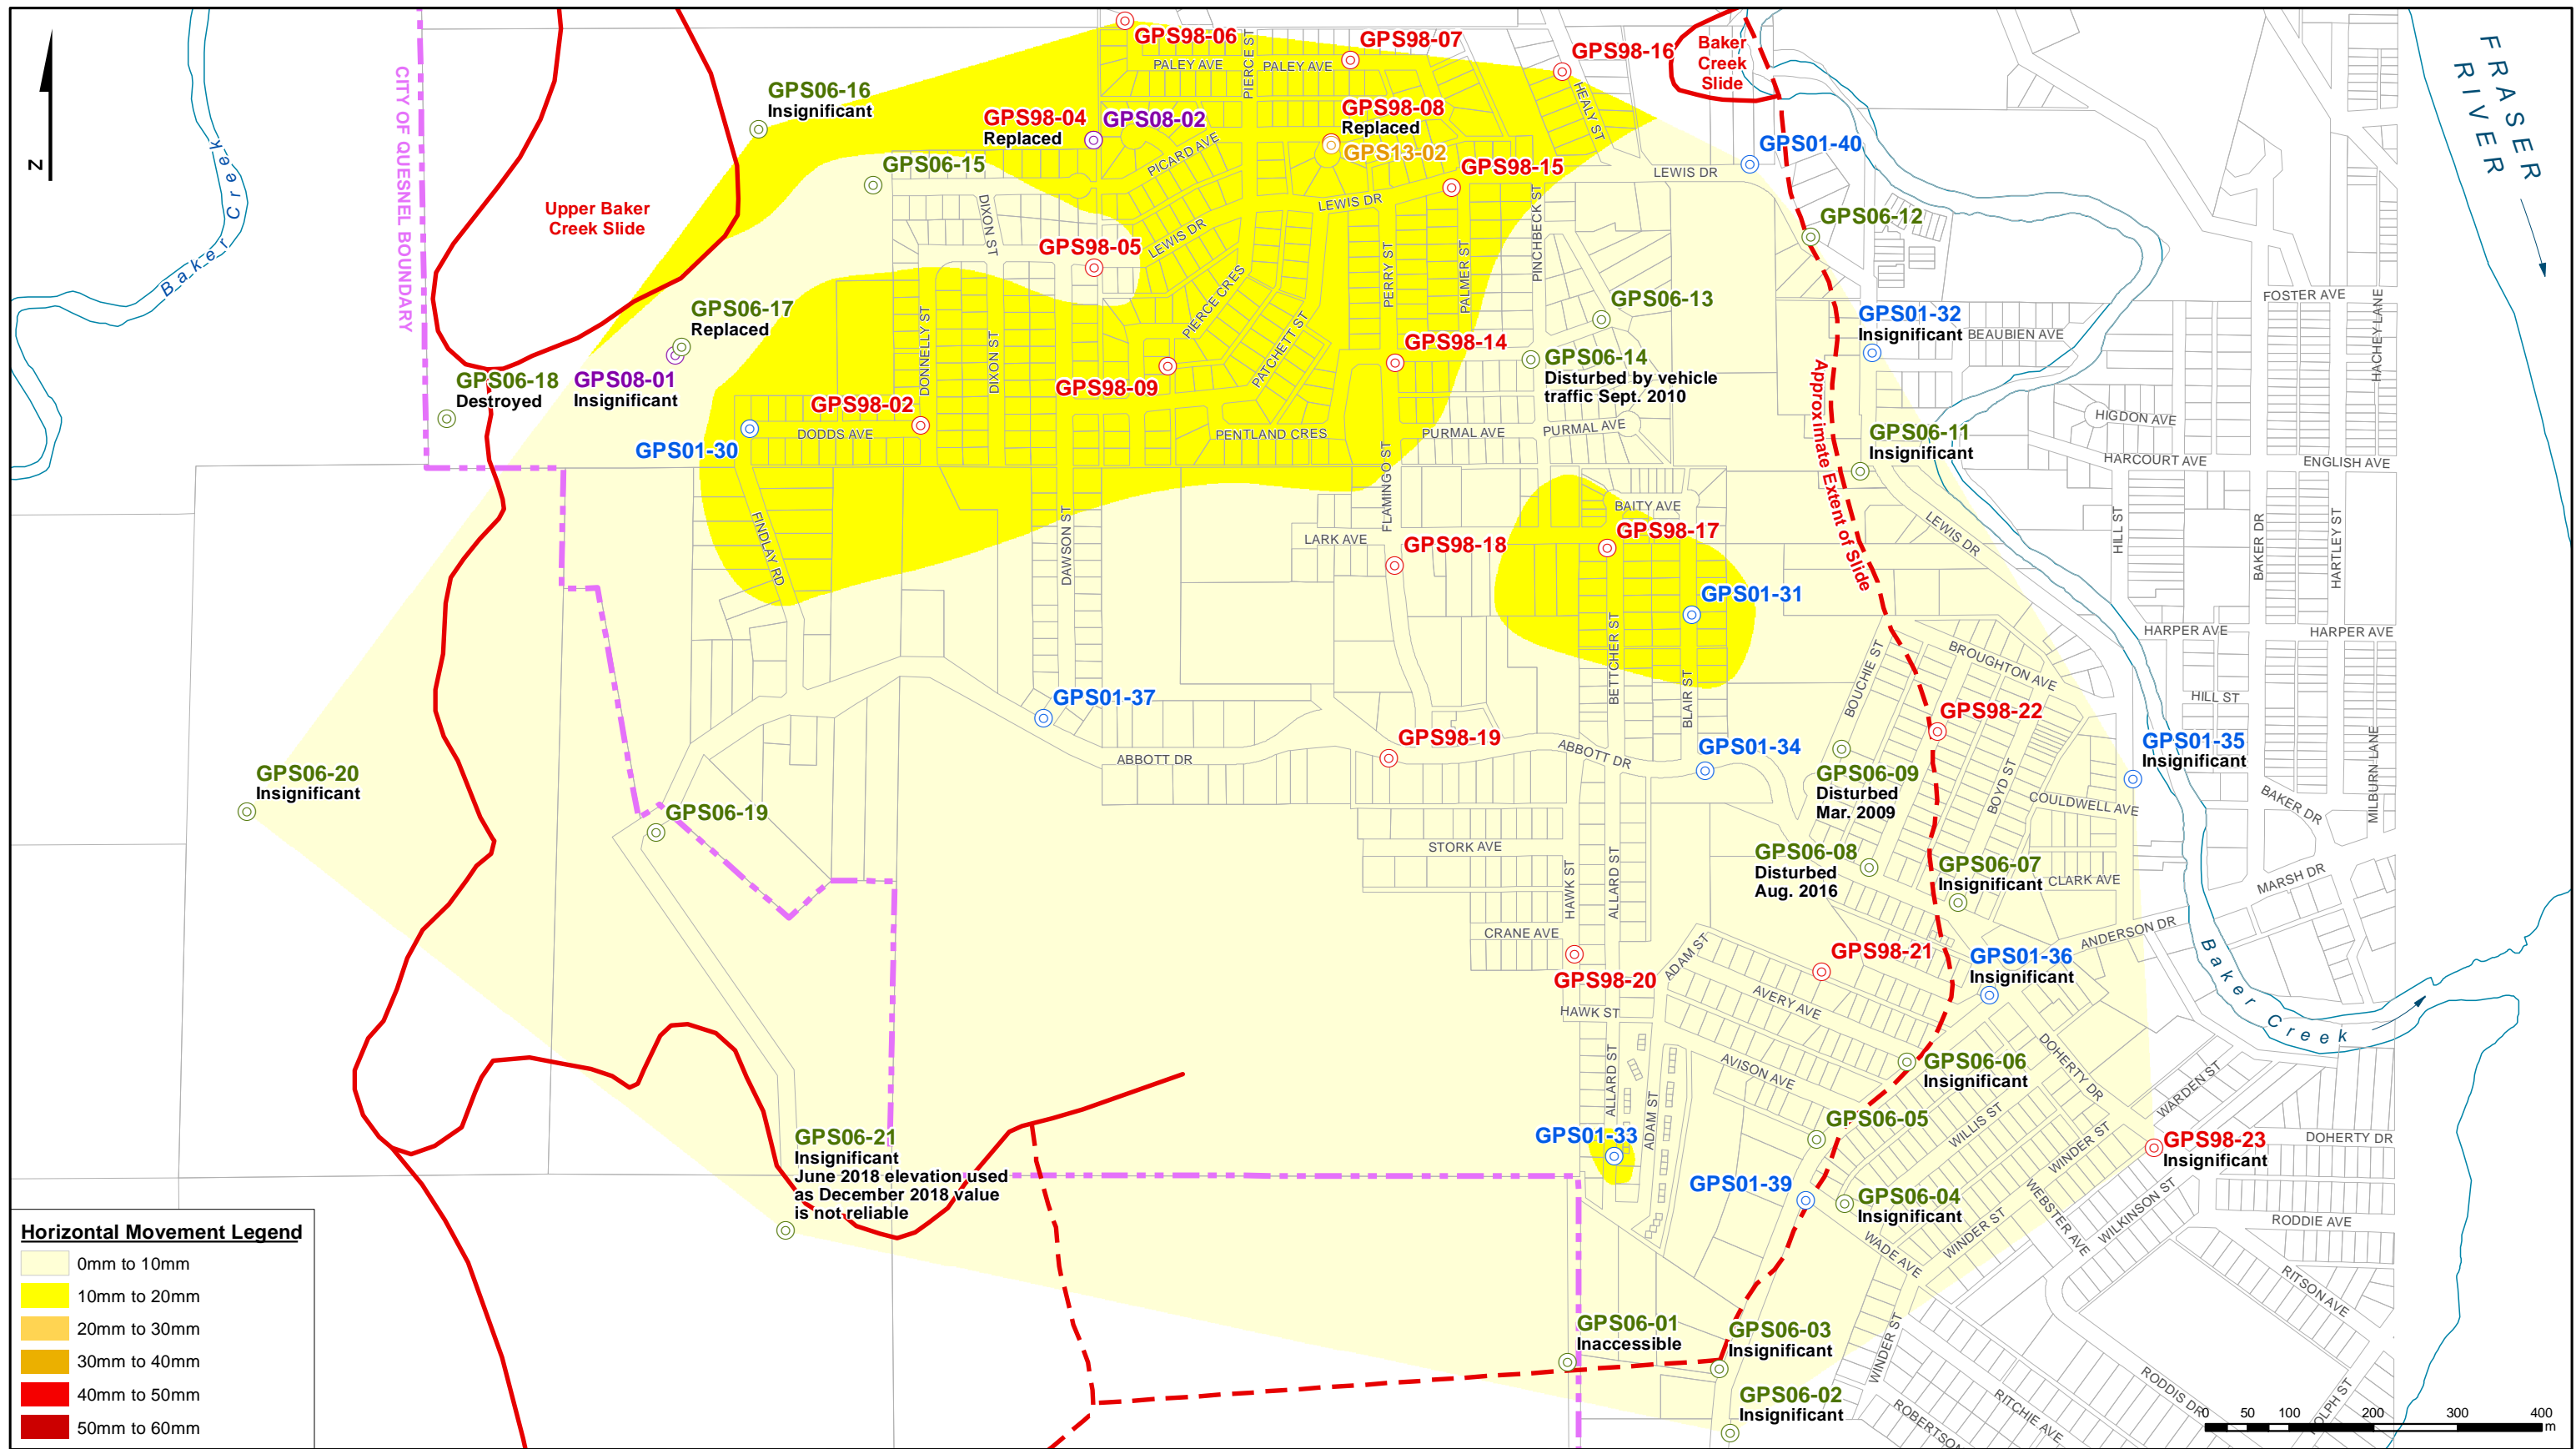 GPS98-06
GPS98-07
GPS98-16
Baker
Creek
Slide
FRASER
RIVER
PALEY AVE
PALEY AVE
PIERCE ST
HEALY ST
N
Baker Creek
CITY OF QUESNEL BOUNDARY
GPS06-16
Insignificant
GPS98-04
Replaced
GPS08-02
GPS98-08
Replaced
GPS13-02
GPS01-40
PICARD AVE
GPS06-15
GPS98-15
LEWIS DR
LEWIS DR
LEWIS DR
PINCHBECK ST
Upper Baker
Creek Slide
DIXON ST
GPS98-05
GPS06-12
PERRY ST
PALMER ST
PIERCE CRES
GPS06-17
Replaced
GPS06-13
GPS01-32
Insignificant
BEAUBIEN AVE
FOSTER AVE
HACHEY LANE
DONNELLY ST
DIXON ST
PATCHETT ST
GPS98-14
GPS06-14
Disturbed by vehicle
traffic Sept. 2010
GPS06-18
Destroyed
GPS08-01
Insignificant
GPS98-09
GPS98-02
DODDS AVE
PENTLAND CRES
PURMAL AVE
PURMAL AVE
Approximate Extent of Slide
GPS06-11
Insignificant
HIGDON AVE
HARCOURT AVE
ENGLISH AVE
GPS01-30
FINDLAY RD
DAWSON ST
FLAMINGO ST
BAITY AVE
LARK AVE
GPS98-18
GPS98-17
LEWIS DR
HILL ST
BAKER DR
HARTLEY ST
GPS01-31
BETTCHER ST
BLAIR ST
BOUCHIE ST
BROUGHTON AVE
HARPER AVE
HARPER AVE
HILL ST
GPS01-37
GPS98-19
ABBOTT DR
ABBOTT DR
GPS01-34
GPS98-22
GPS01-35
Insignificant
GPS06-20
Insignificant
GPS06-19
GPS06-09
Disturbed
Mar. 2009
BOYD ST
COULDWELL AVE
BAKER DR
MILBURN LANE
STORK AVE
GPS06-08
Disturbed
Aug. 2016
GPS06-07
Insignificant
CLARK AVE
MARSH DR
HAWK ST
ALLARD ST
CRANE AVE
GPS98-20
ADAM ST
GPS98-21
ANDERSON DR
GPS01-36
Insignificant
Baker Creek
AVERY AVE
HAWK ST
AVISON AVE
GPS06-06
Insignificant
DOHERTY DR
WARDEN ST
ALLARD ST
ADAM ST
GPS06-05
WILLIS ST
WINDER ST
GPS98-23
Insignificant
DOHERTY DR
GPS06-21
Insignificant
June 2018 elevation used
as December 2018 value
is not reliable
GPS01-33
GPS01-39
GPS06-04
Insignificant
WADE AVE
WINDER ST
WEBSTER AVE
WILKINSON ST
RODDIE AVE
RITSON AVE
GPS06-01
Inaccessible
GPS06-03
Insignificant
WINDER ST
GPS06-02
Insignificant
ROBERTSON
RITCHIE AVE
RODDIS DR
Horizontal Movement Legend
0mm to 10mm
10mm to 20mm
20mm to 30mm
30mm to 40mm
40mm to 50mm
50mm to 60mm
0 50 100 200 300 400
m